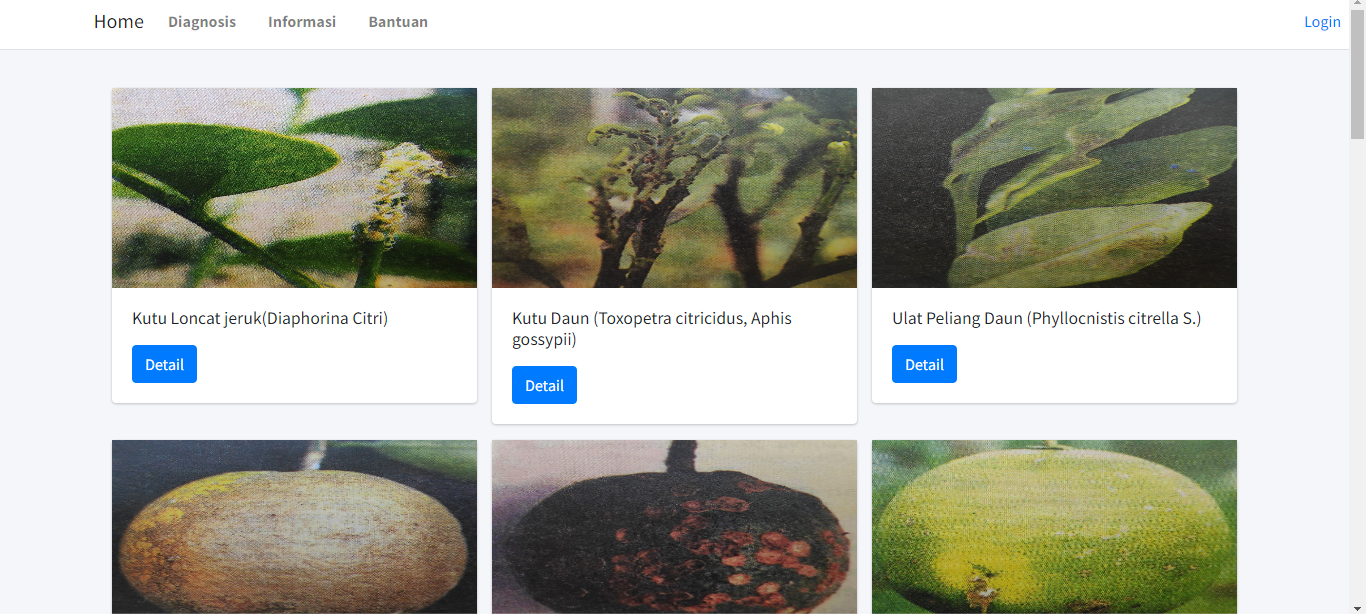 Home Diagnosis Informasi Bantuan Login
Kutu Loncat jeruk(Diaphorina Citri)
Detail
Kutu Daun (Toxopetra citricidus, Aphis
gossypii)
Detail
Ulat Peliang Daun (Phyllocnistis citrella S.)
Detail